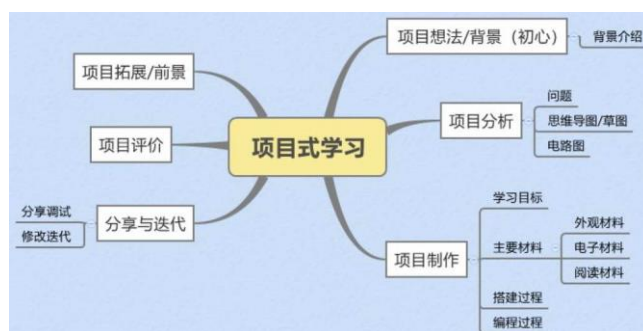 项目式学习
项目想法/背景（初心）
背景介绍
项目分析
问题
思维导图/草图
电路图
项目制作
学习目标
主要材料
外观材料
电子材料
阅读材料
搭建过程
编程过程
分享与迭代
分享调试
修改迭代
项目评价
项目拓展/前景